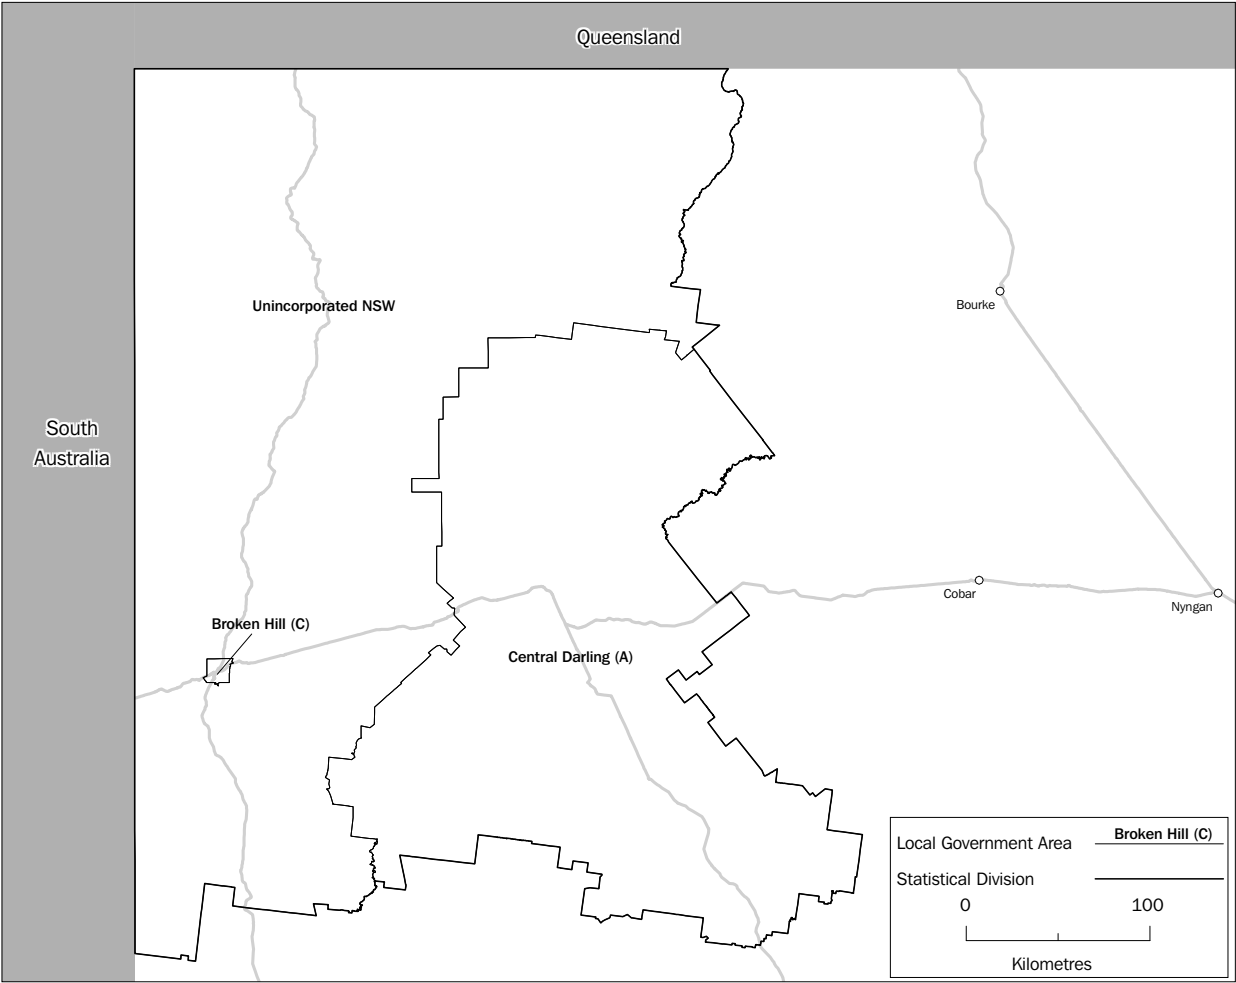 Queensland
Unincorporated NSW
Bourke
South
Australia
Cobar
Nyngan
Broken Hill (C)
Central Darling (A)
Local Government Area
Broken Hill (C)
Statistical Division
0 100
Kilometres